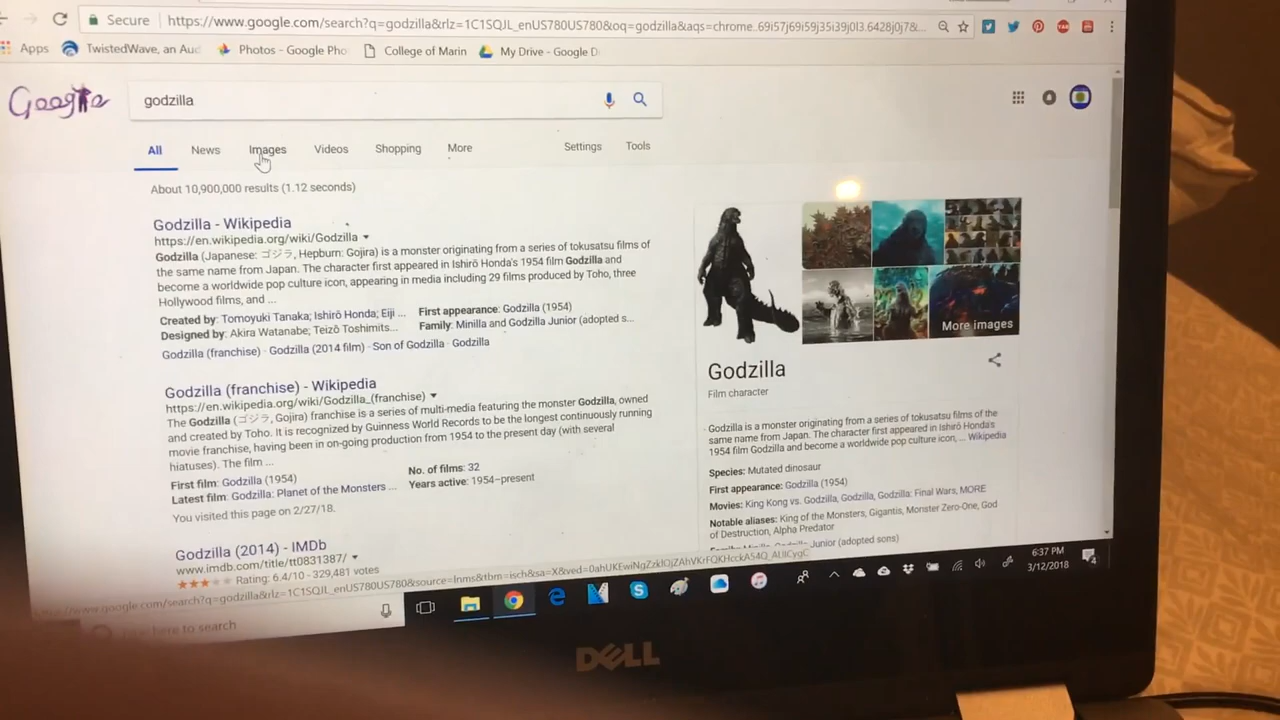 Secure https://www.google.com/search?q=godzilla&rlz=1C1SQJL_enUS780US780&oq=godzilla&aqs=chrome..69i57j69i59j35i39j0l3.6428j0j7&...
Apps TwistedWave, an Au Photos - Google Pho College of Marin My Drive - Google D
Google
godzilla
All News Images Videos Shopping More Settings Tools
About 10,900,000 results (1.12 seconds)
Godzilla - Wikipedia
https://en.wikipedia.org/wiki/Godzilla
Godzilla (Japanese: ゴジラ, Hepburn: Gojira) is a monster originating from a series of tokusatsu films of
the same name from Japan. The character first appeared in Ishirō Honda's 1954 film Godzilla and
become a worldwide pop culture icon, appearing in media including 29 films produced by Toho, three
Hollywood films, and ...
Created by: Tomoyuki Tanaka; Ishirō Honda; Eiji ... First appearance: Godzilla (1954)
Designed by: Akira Watanabe; Teizō Toshimits... Family: Minilla and Godzilla Junior (adopted s...
Godzilla (franchise) · Godzilla (2014 film) · Son of Godzilla · Godzilla
Godzilla (franchise) - Wikipedia
https://en.wikipedia.org/wiki/Godzilla_(franchise)
The Godzilla (ゴジラ, Gojira) franchise is a series of multi-media featuring the monster Godzilla, owned
and created by Toho. It is recognized by Guinness World Records to be the longest continuously running
movie franchise, having been in on-going production from 1954 to the present day (with several
hiatuses). The film ...
First film: Godzilla (1954) No. of films: 32
Latest film: Godzilla: Planet of the Monsters ... Years active: 1954–present
You visited this page on 2/27/18.
Godzilla (2014) - IMDb
www.imdb.com/title/tt0831387/
Rating: 6.4/10 - 329,481 votes
More images
Godzilla
Film character
Godzilla is a monster originating from a series of tokusatsu films of the
same name from Japan. The character first appeared in Ishirō Honda's
1954 film Godzilla and become a worldwide pop culture icon, ... Wikipedia
Species: Mutated dinosaur
First appearance: Godzilla (1954)
Movies: King Kong vs. Godzilla, Godzilla, Godzilla: Final Wars, MORE
Notable aliases: King of the Monsters, Gigantis, Monster Zero-One, God
of Destruction, Alpha Predator
Junior (adopted sons)
here to search
6:37 PM
3/12/2018
4
DELL